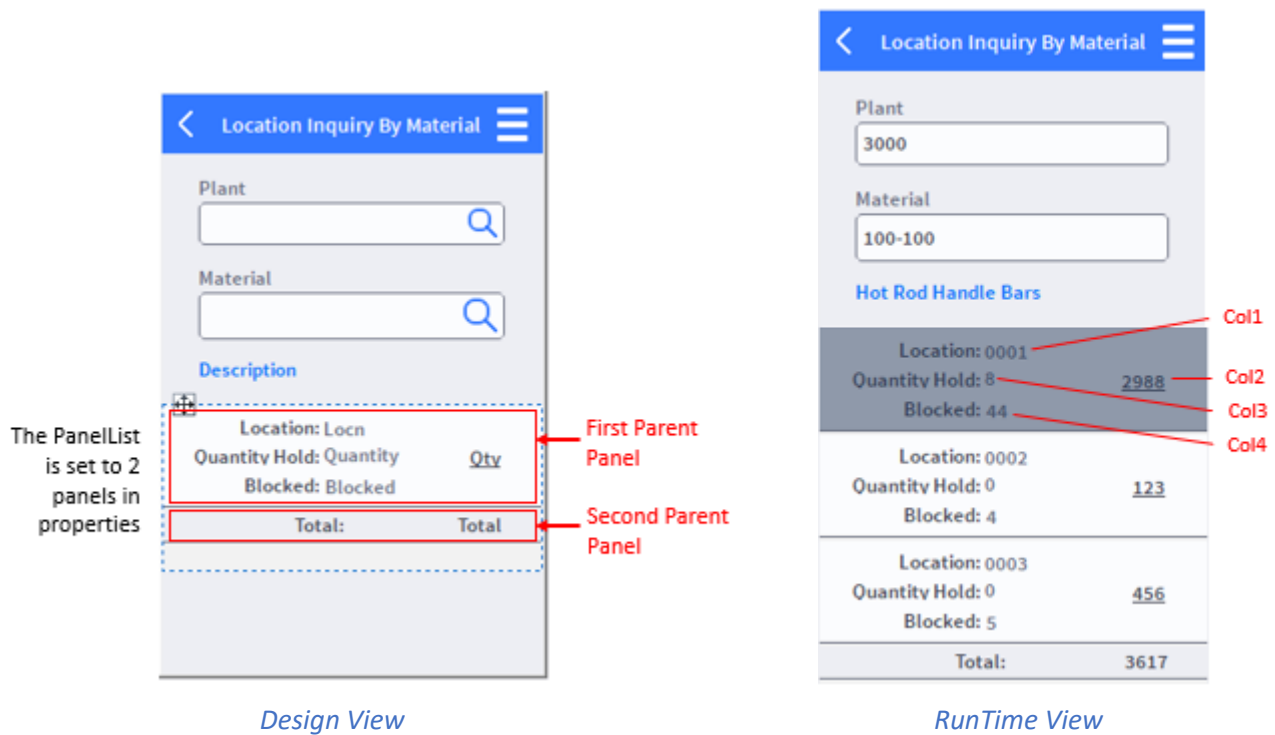 Location Inquiry By Material
Plant
Material
Description
The PanelList
is set to 2
panels in
properties
Location: Locn
Quantity Hold: Quantity Qty
Blocked: Blocked
Total: Total
First Parent
Panel
Second Parent
Panel
Design View
Location Inquiry By Material
Plant
3000
Material
100-100
Hot Rod Handle Bars
Location: 0001
Quantity Hold: 8 2988
Blocked: 44
Col1
Col2
Col3
Col4
Location: 0002
Quantity Hold: 0 123
Blocked: 4
Location: 0003
Quantity Hold: 0 456
Blocked: 5
Total: 3617
RunTime View